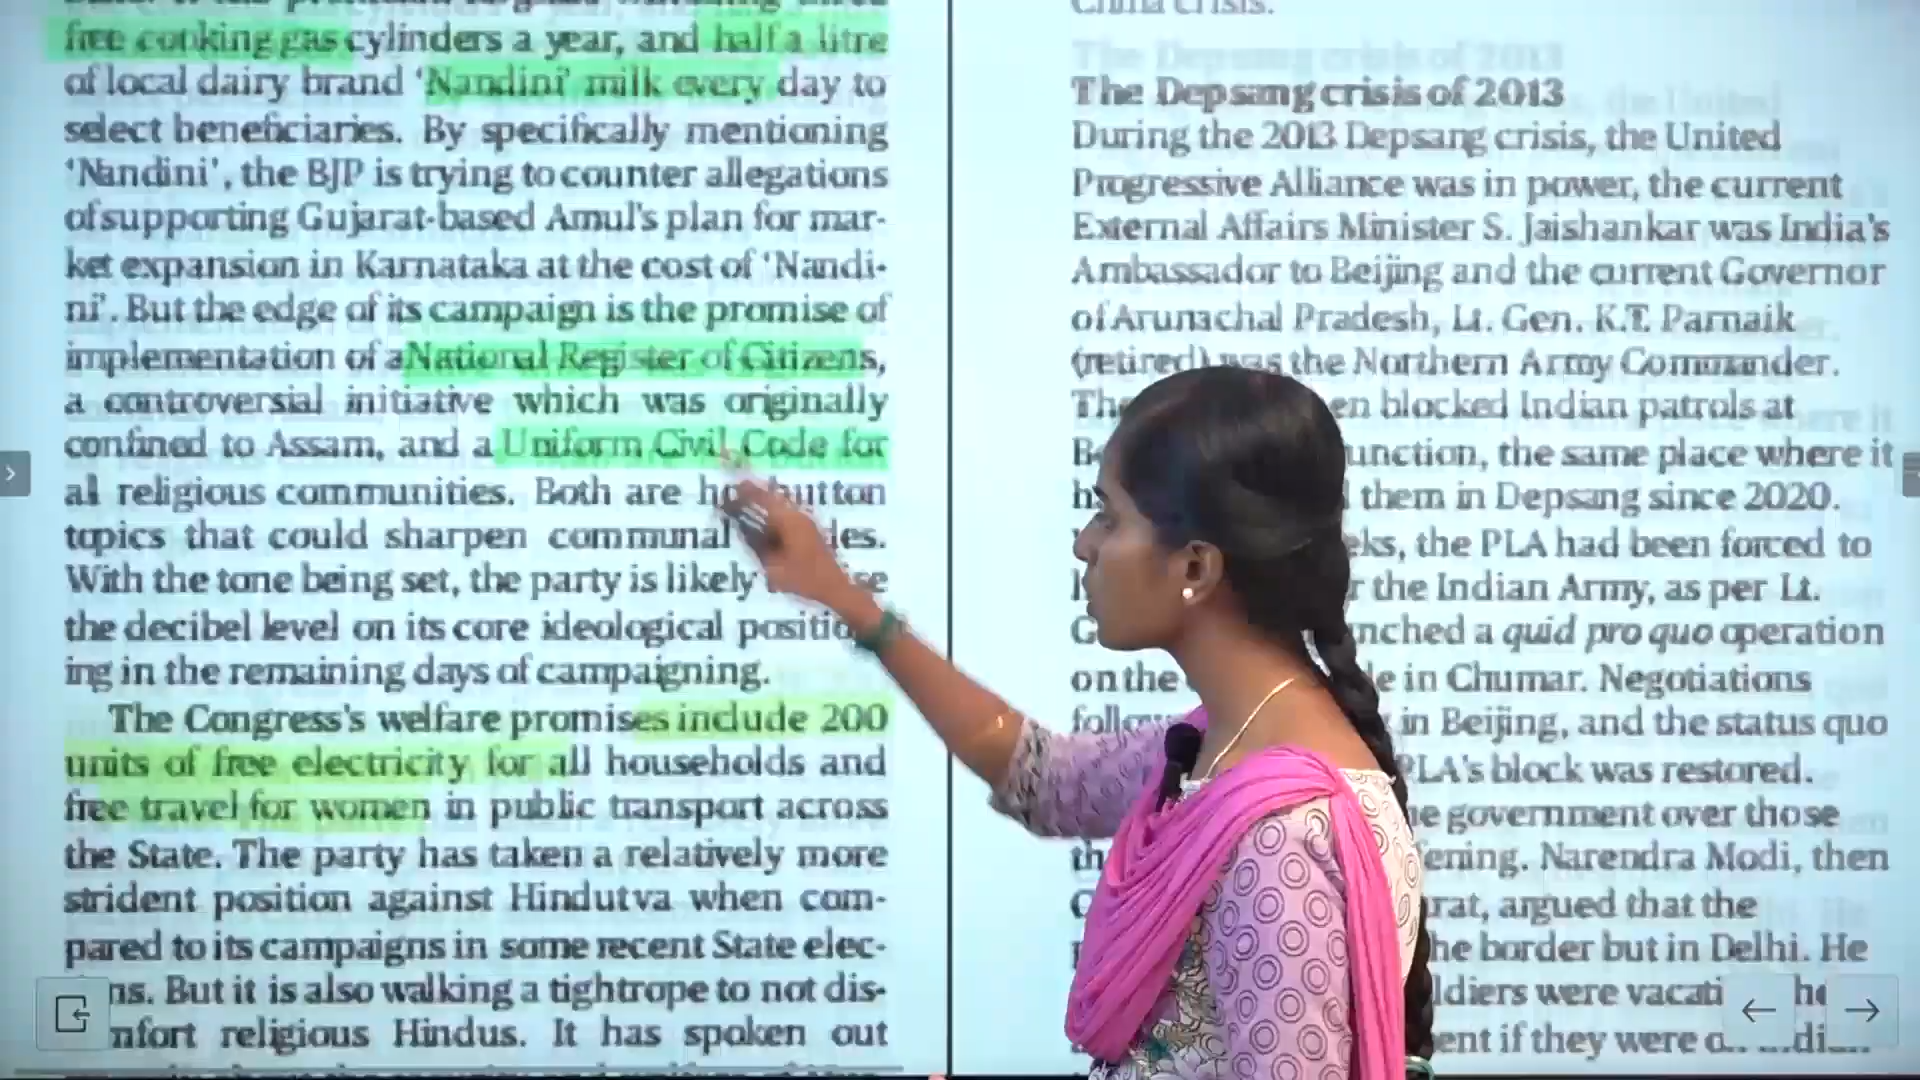 free cooking gas cylinders a year, and half a litre
of local dairy brand 'Nandini' milk every day to
select beneficiaries. By specifically mentioning
'Nandini', the BJP is trying to counter allegations
of supporting Gujarat-based Amul's plan for mar-
ket expansion in Karnataka at the cost of 'Nandi-
ni'. But the edge of its campaign is the promise of
implementation of a National Register of Citizens,
a controversial initiative which was originally
confined to Assam, and a Uniform Civil Code for
all religious communities. Both are button
topics that could sharpen communal
With the tone being set, the party is likely
the decibel level on its core ideological
ing in the remaining days of campaigning.
The Congress's welfare promises include 200
units of free electricity for all households and
free travel for women in public transport across
the State. The party has taken a relatively more
strident position against Hindutva when com-
pared to its campaigns in some recent State elec-
ns. But it is also walking a tightrope to not dis-
mfort religious Hindus. It has spoken out
China crisis.
The Depsang crisis of 2013
During the 2013 Depsang crisis, the United
Progressive Alliance was in power, the current
External Affairs Minister S. Jaishankar was India's
Ambassador to Beijing and the current Governor
of Arunachal Pradesh, Lt. Gen. K.T. Parnaik
(retired) was the Northern Army Commander.
en blocked Indian patrols at
unction, the same place where it
them in Depsang since 2020.
eks, the PLA had been forced to
r the Indian Army, as per Lt.
nched a quid pro quo operation
on the e in Chumar. Negotiations
in Beijing, and the status quo
PLA's block was restored.
e government over those
ening. Narendra Modi, then
rat, argued that the
he border but in Delhi. He
ldiers were
ent if they were